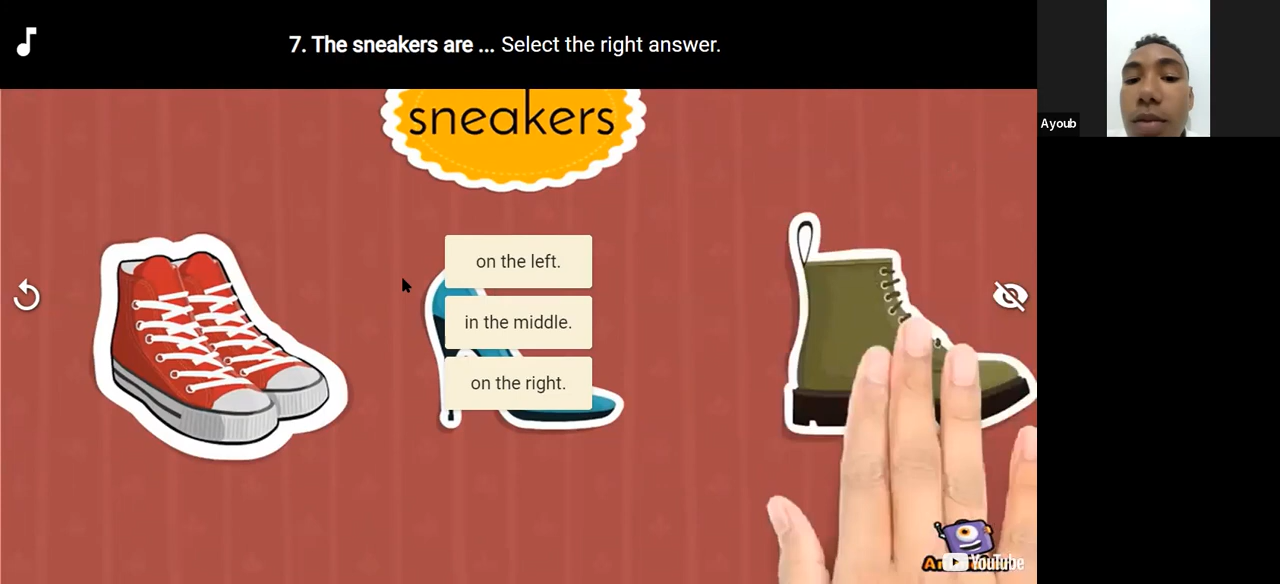 7. The sneakers are ... Select the right answer.
Ayoub
sneakers
on the left.
in the middle.
on the right.
YouTube